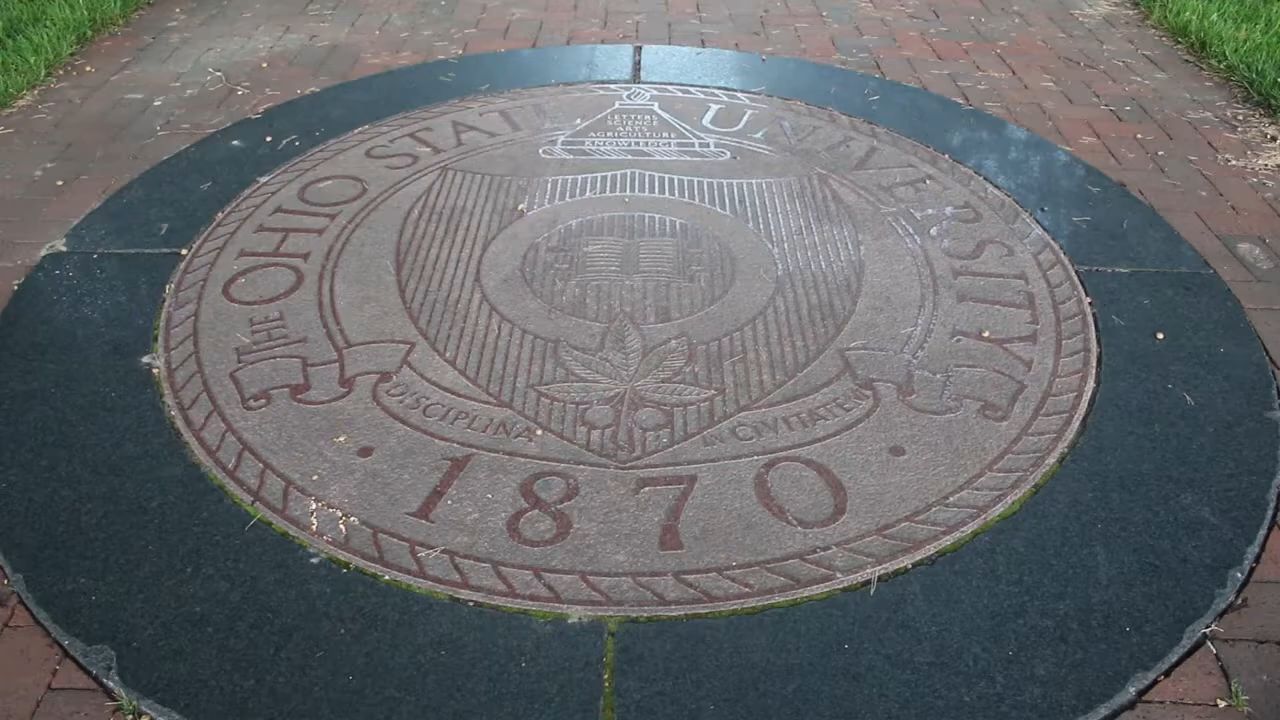 THE OHIO STATE UNIVERSITY
LETTERS
SCIENCE
ARTS
AGRICULTURE
KNOWLEDGE
DISCIPLINA IN CIVITATEM
1870